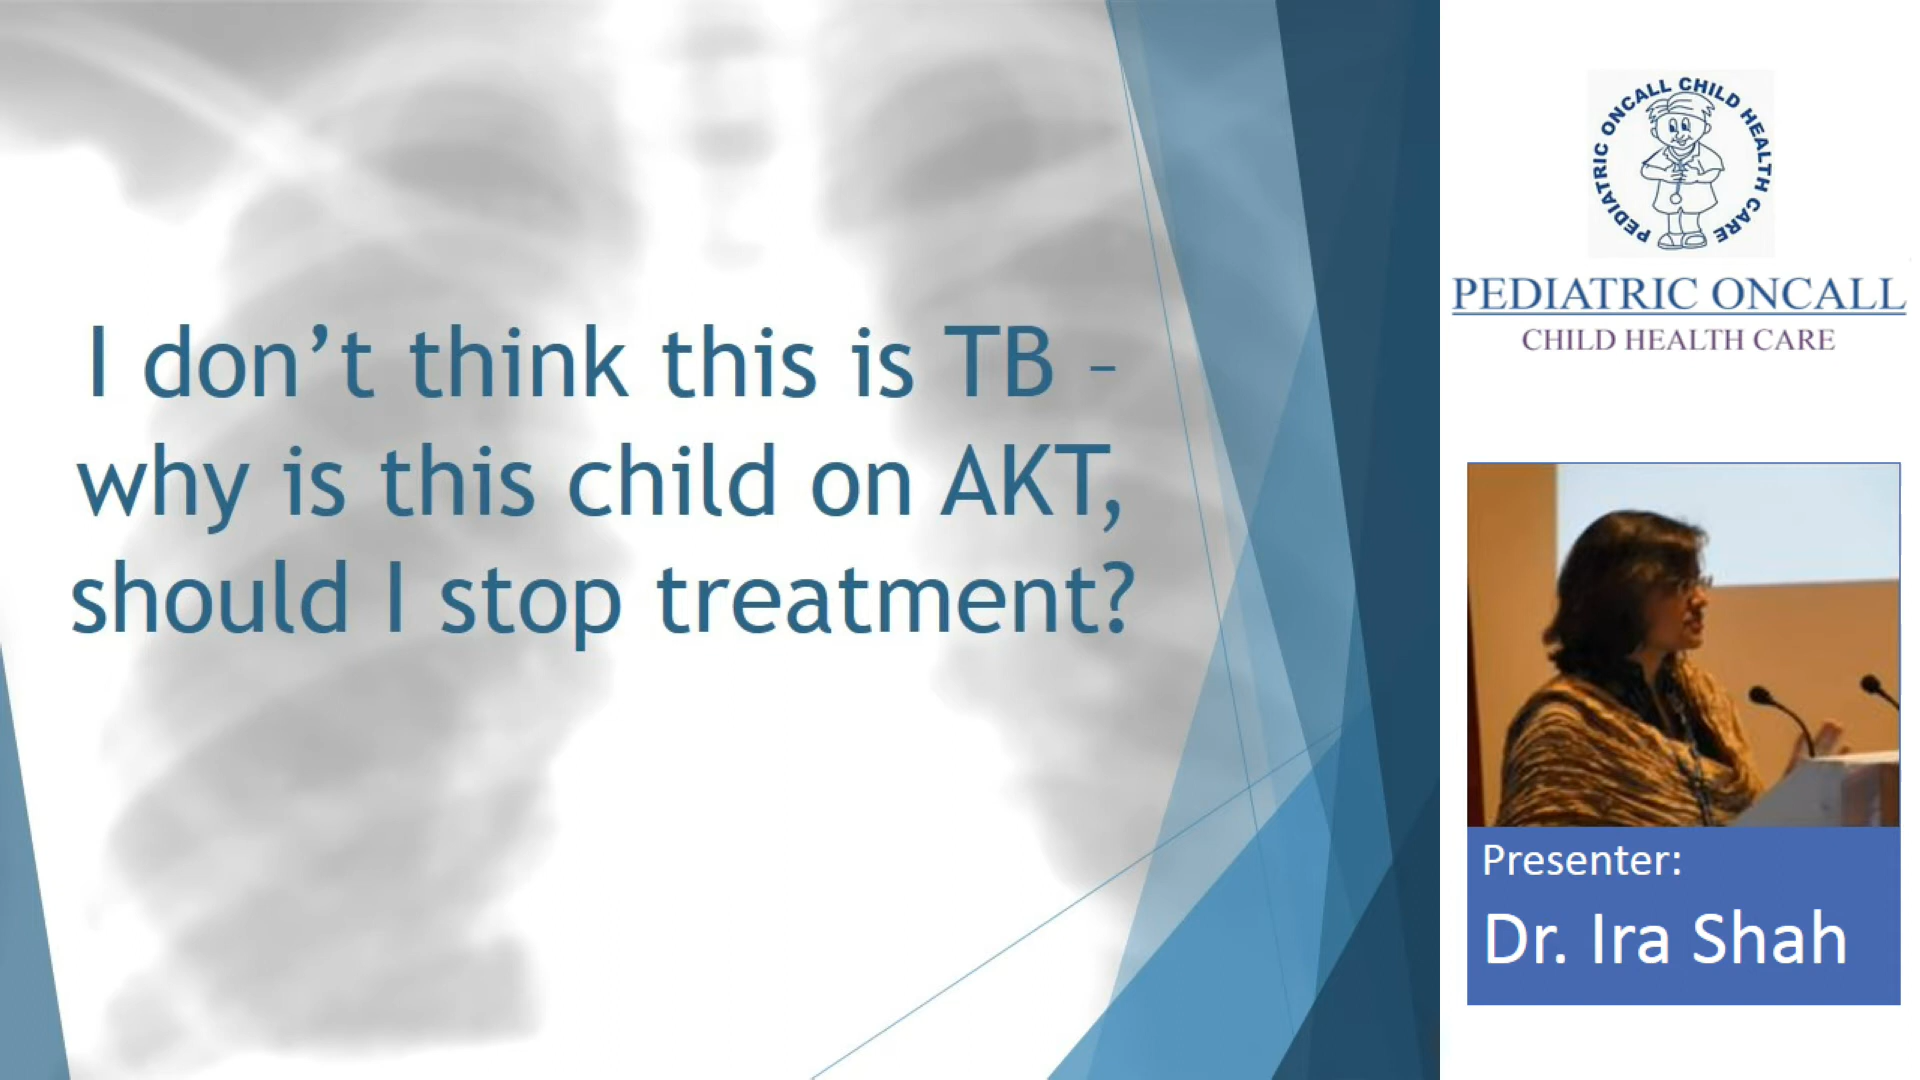 I don’t think this is TB –
why is this child on AKT,
should I stop treatment?
PEDIATRIC ONCALL CHILD HEALTH CARE
PEDIATRIC ONCALL
CHILD HEALTH CARE
Presenter:
Dr. Ira Shah